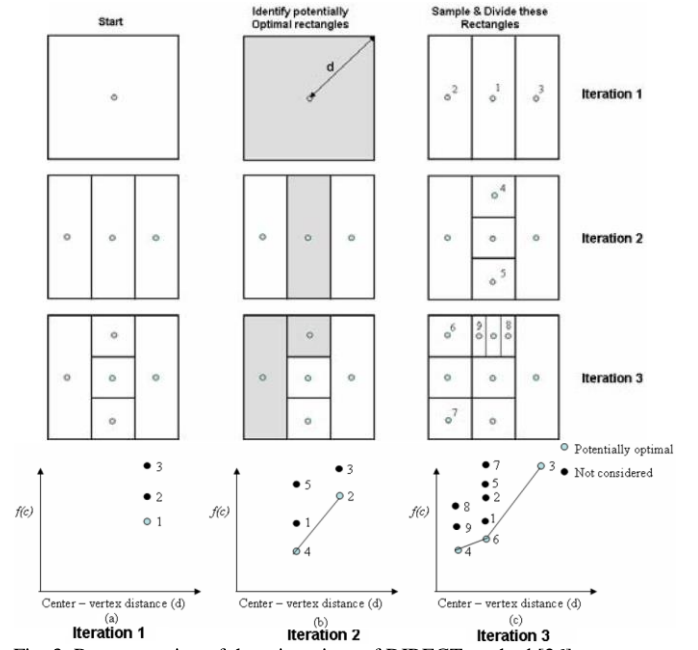 Start
Identify potentially
Optimal rectangles
Sample & Divide these
Rectangles
d
2
1
3
Iteration 1
4
5
Iteration 2
6
9
8
7
Iteration 3
Potentially optimal
Not considered
f(c)
3
2
1
Center – vertex distance (d)
(a)
Iteration 1
f(c)
3
5
2
1
4
Center – vertex distance (d)
(b)
Iteration 2
f(c)
7
3
5
2
8
1
9
6
4
Center – vertex distance (d)
(c)
Iteration 3